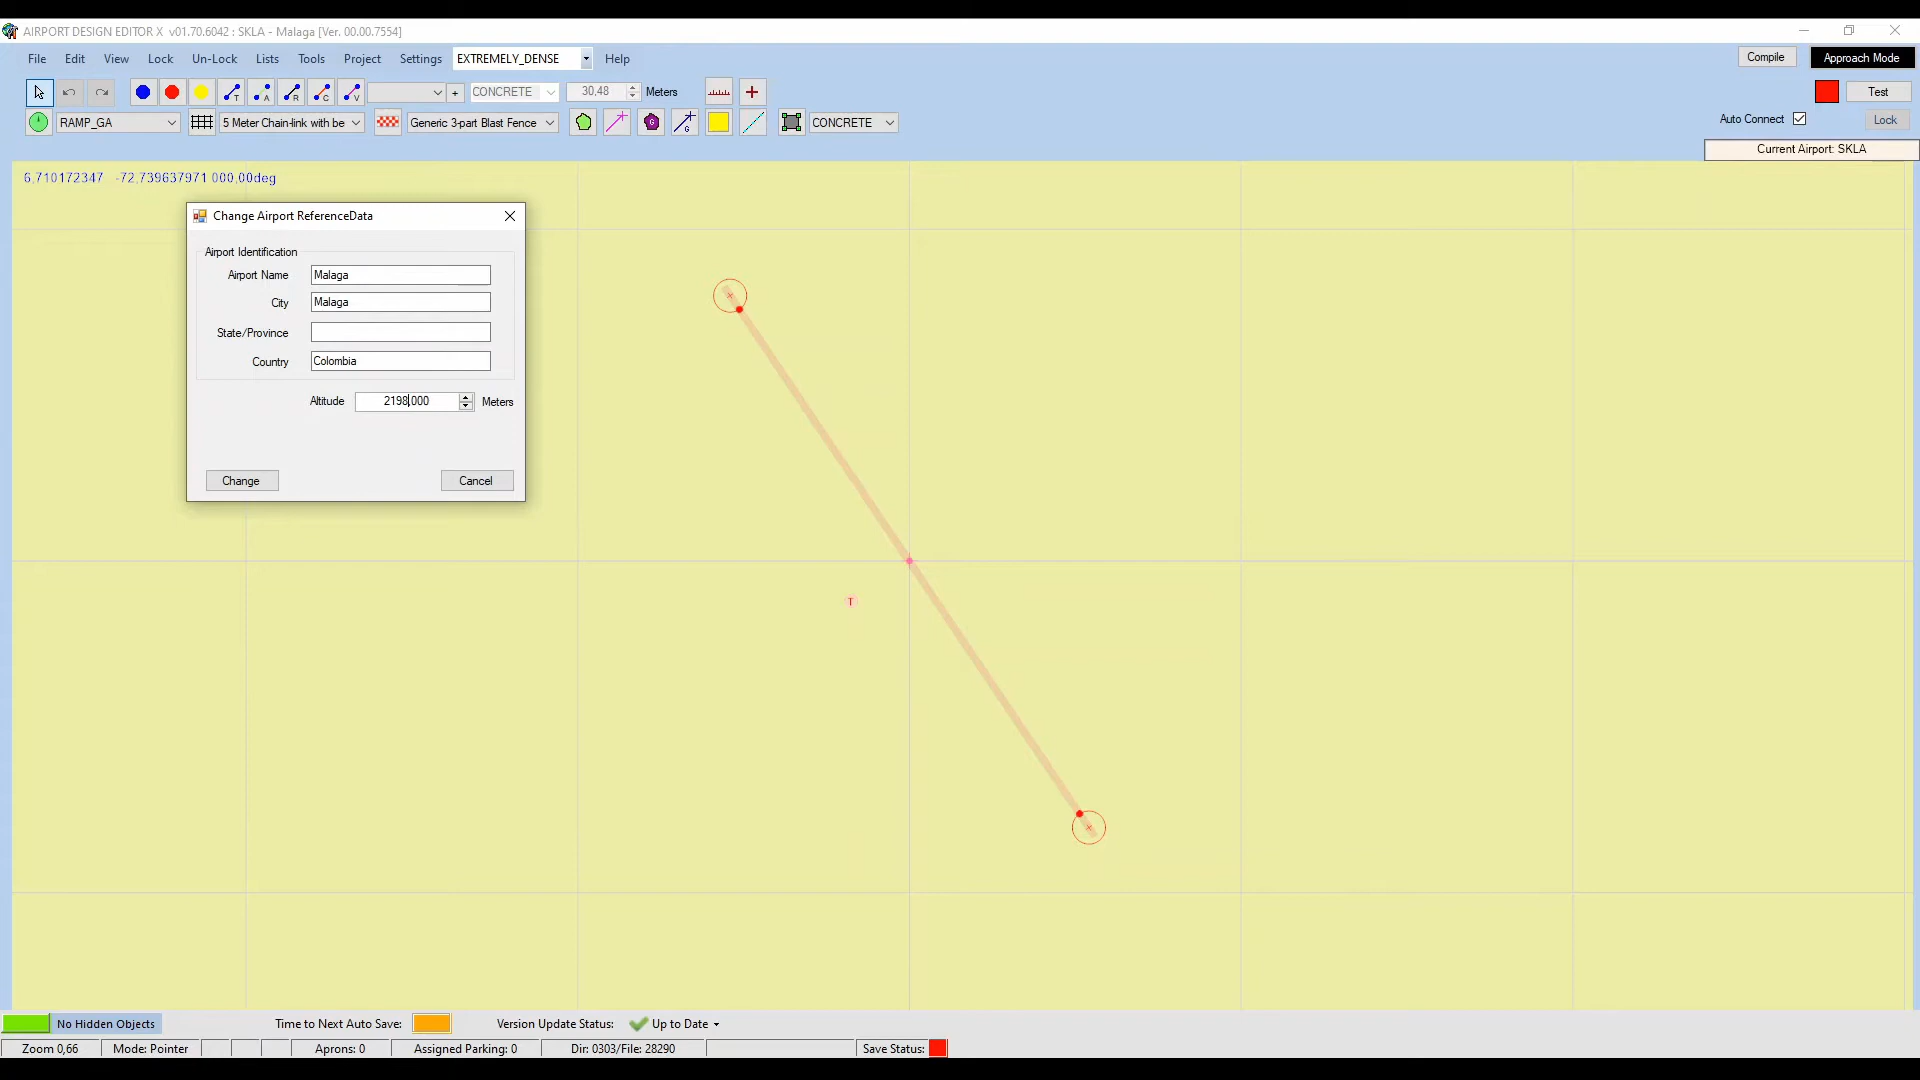 AIRPORT DESIGN EDITOR X v01.70.6042 : SKLA - Malaga [Ver. 00.00.7554]
File Edit View Lock Un-Lock Lists Tools Project Settings EXTREMELY_DENSE Help
Compile Approach Mode
T A R C V + CONCRETE 30,48 Meters
Test
RAMP_GA 5 Meter Chain-link with be Generic 3-part Blast Fence G G CONCRETE
Auto Connect Lock
Current Airport: SKLA
6,710172347 -72,739637971 000,00deg
Change Airport ReferenceData
Airport Identification
Airport Name Malaga
City Malaga
State/Province
Country Colombia
Altitude 2198,000 Meters
Change Cancel
T
No Hidden Objects Time to Next Auto Save: Version Update Status: Up to Date
Zoom 0,66 Mode: Pointer Aprons: 0 Assigned Parking: 0 Dir: 0303/File: 28290 Save Status: